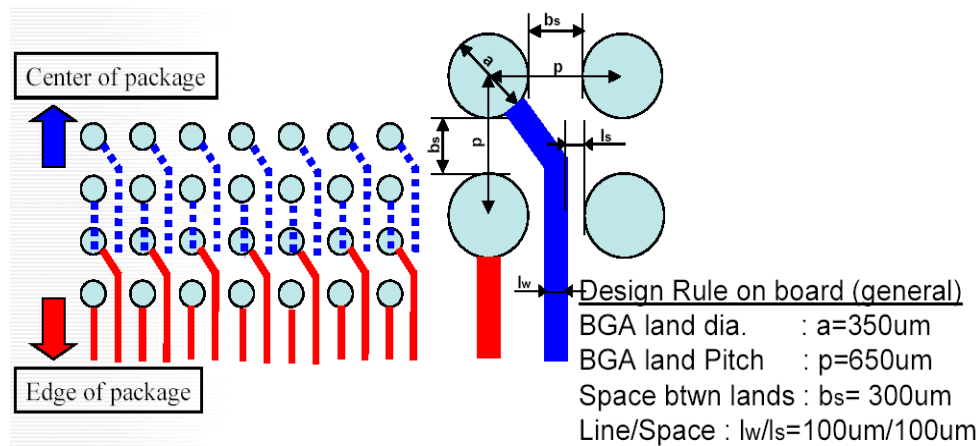 Center of package
Edge of package
bs
a
p
bs
p
ls
lw
Design Rule on board (general)
BGA land dia. : a=350um
BGA land Pitch : p=650um
Space btwn lands : bs= 300um
Line/Space : lw/ls=100um/100um